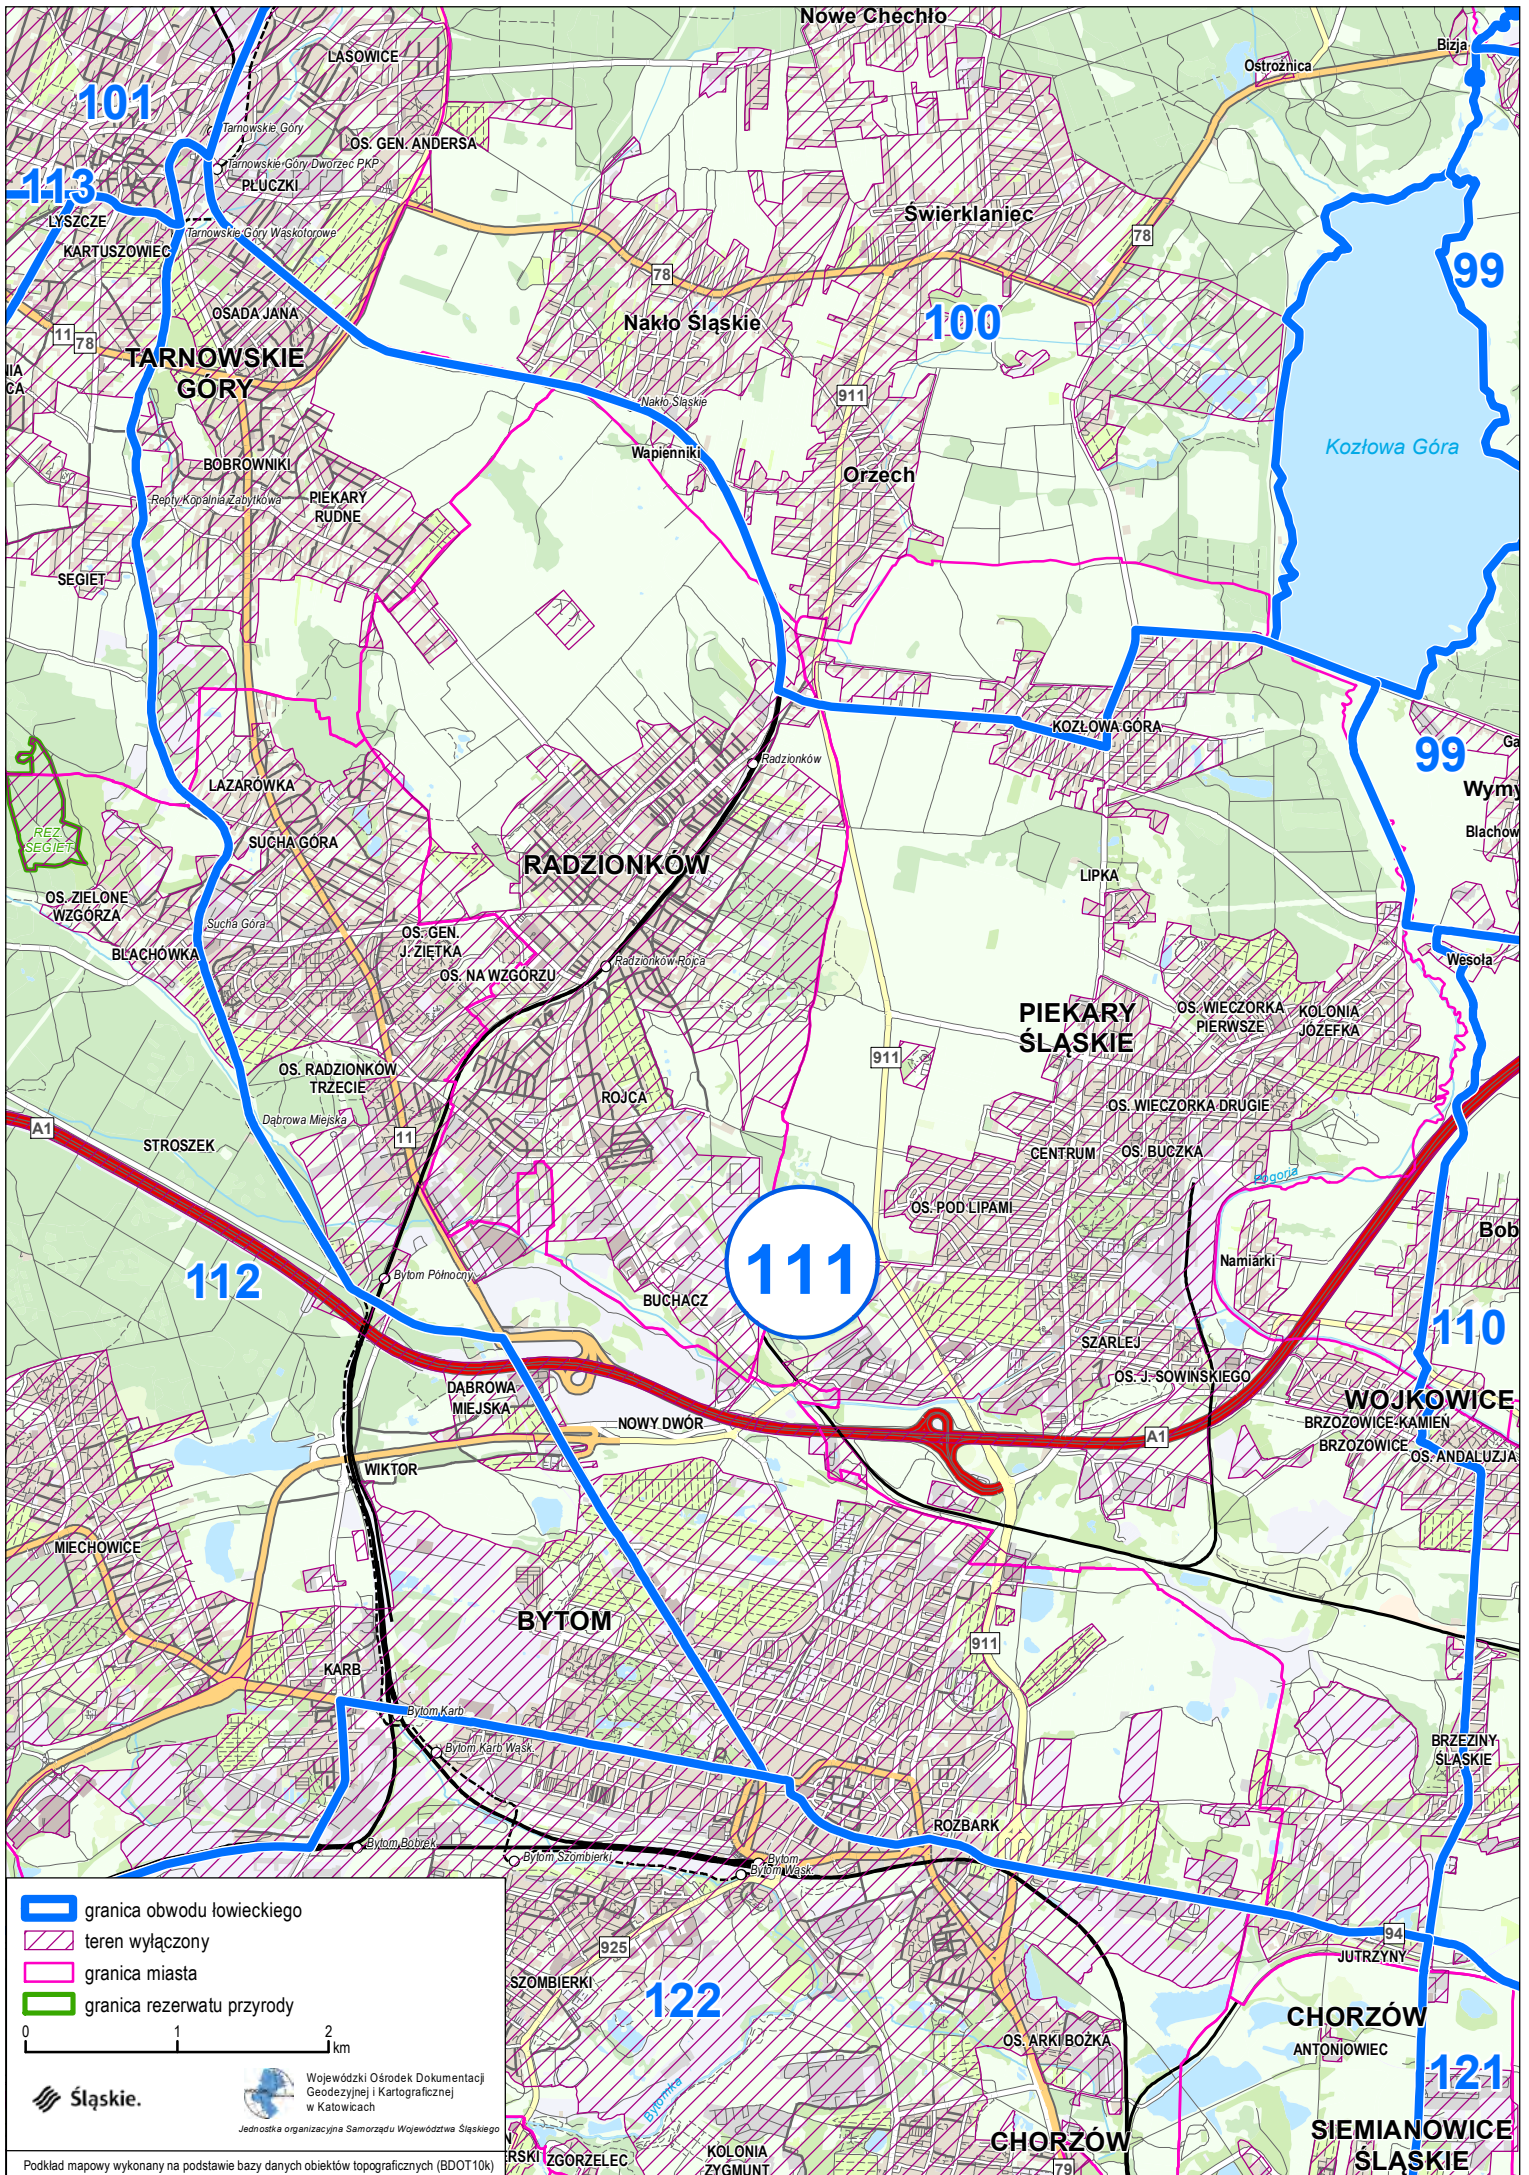 Nowe Chechło
LASOWICE
Bizja
Ostrożnica
101
Tarnowskie Góry
OS. GEN. ANDERSA
Tarnowskie Góry Dworzec PKP
PŁUCZKI
113
LYSZCZE
Świerklaniec
Tarnowskie Góry Wąskotorowe
78
KARTUSZOWIEC
78
99
OSADA JANA
Nakło Śląskie
100
11
78
TARNOWSKIE
GÓRY
911
Nakło Śląskie
Wapienniki
Kozłowa Góra
BOBROWNIKI
Orzech
Repty Kopalnia Zabytkowa
PIEKARY
RUDNE
SEGIET
KOZŁOWA GÓRA
Radzionków
99
LAZARÓWKA
Wymy
REZ.
SEGIET
SUCHA GÓRA
Blachow
RADZIONKÓW
LIPKA
OS. ZIELONE
WZGÓRZA
Sucha Góra
OS. GEN.
J. ZIĘTKA
BLACHÓWKA
Radzionków Rojca
OS. NA WZGÓRZU
Wesoła
PIEKARY
ŚLĄSKIE
OS. WIECZORKA
PIERWSZE
KOLONIA
JÓZEFKA
911
OS. RADZIONKÓW
TRZECIE
ROJCA
OS. WIECZORKA DRUGIE
Dąbrowa Miejska
A1
11
STROSZEK
CENTRUM
OS. BUCZKA
Pogoria
OS. POD LIPAMI
Bob
111
Namiarki
112
Bytom Północny
BUCHACZ
110
SZARLEJ
OS. J. SOWIŃSKIEGO
DĄBROWA
MIEJSKA
WOJKOWICE
NOWY DWÓR
BRZOZOWICE-KAMIEŃ
A1
BRZOZOWICE
OS. ANDALUZJA
WIKTOR
MIECHOWICE
BYTOM
911
KARB
Bytom Karb
BRZEZINY
ŚLĄSKIE
Bytom Karb Wąsk.
ROZBARK
Bytom Bobrek
Bytom Szombierki
Bytom
Bytom Wąsk.
granica obwodu łowieckiego
teren wyłączony
granica miasta
granica rezerwatu przyrody
0 1 2
km
94
JUTRZYNY
925
SZOMBIERKI
122
CHORZÓW
ANTONIOWIEC
OS. ARKI BOŻKA
121
Śląskie.
Wojewódzki Ośrodek Dokumentacji
Geodezyjnej i Kartograficznej
w Katowicach
Jednostka organizacyjna Samorządu Województwa Śląskiego
Bytomka
SIEMIANOWICE
ŚLĄSKIE
CHORZÓW
ZGORZELEC
KOLONIA
ZYGMUNT
79
Podkład mapowy wykonany na podstawie bazy danych obiektów topograficznych (BDOT10k)